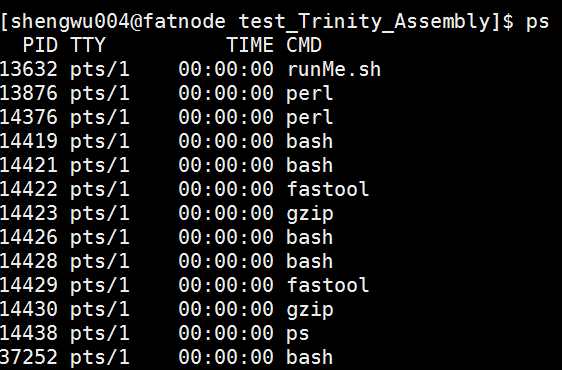 [shengwu004@fatnode test_Trinity_Assembly]$ ps
  PID TTY          TIME CMD
13632 pts/1    00:00:00 runMe.sh
13876 pts/1    00:00:00 perl
14376 pts/1    00:00:00 perl
14419 pts/1    00:00:00 bash
14421 pts/1    00:00:00 bash
14422 pts/1    00:00:00 fastool
14423 pts/1    00:00:00 gzip
14426 pts/1    00:00:00 bash
14428 pts/1    00:00:00 bash
14429 pts/1    00:00:00 fastool
14430 pts/1    00:00:00 gzip
14438 pts/1    00:00:00 ps
37252 pts/1    00:00:00 bash